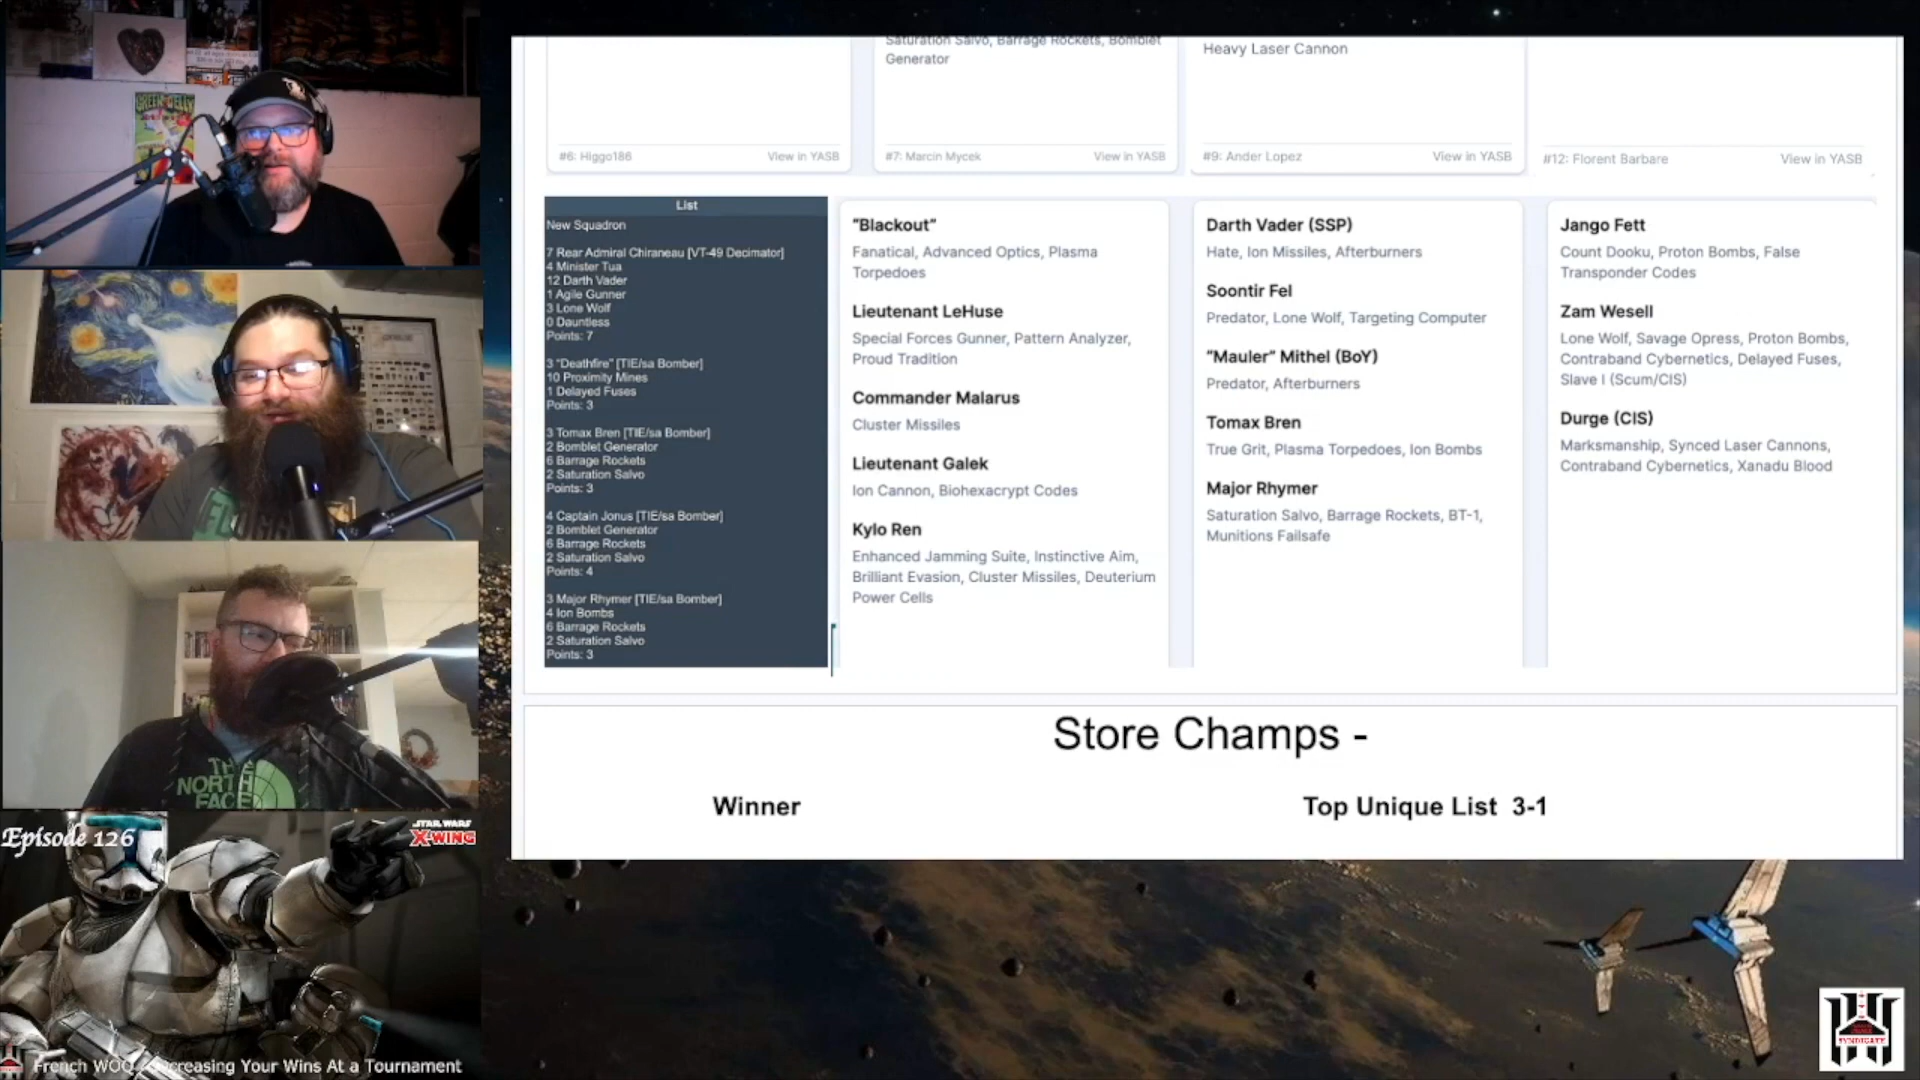 GREEN JELLY
THE
NORTH
FACE
Episode 126
STAR WARS
X-WING
French WOO
creasing Your Wins At a Tournament
Saturation Salvo, Barrage Rockets, Bomblet
Generator
Heavy Laser Cannon
#6: Higgo186
View in YASB
#7: Marcin Mycek
View in YASB
#9: Ander Lopez
View in YASB
#12: Florent Barbare
View in YASB
List
New Squadron
7 Rear Admiral Chiraneau [VT-49 Decimator]
4 Minister Tua
12 Darth Vader
1 Agile Gunner
3 Lone Wolf
0 Dauntless
Points: 7
3 "Deathfire" [TIE/sa Bomber]
10 Proximity Mines
1 Delayed Fuses
Points: 3
3 Tomax Bren [TIE/sa Bomber]
2 Bomblet Generator
6 Barrage Rockets
2 Saturation Salvo
Points: 3
4 Captain Jonus [TIE/sa Bomber]
2 Bomblet Generator
6 Barrage Rockets
2 Saturation Salvo
Points: 4
3 Major Rhymer [TIE/sa Bomber]
4 Ion Bombs
6 Barrage Rockets
2 Saturation Salvo
Points: 3
"Blackout"
Fanatical, Advanced Optics, Plasma
Torpedoes
Lieutenant LeHuse
Special Forces Gunner, Pattern Analyzer,
Proud Tradition
Commander Malarus
Cluster Missiles
Lieutenant Galek
Ion Cannon, Biohexacrypt Codes
Kylo Ren
Enhanced Jamming Suite, Instinctive Aim,
Brilliant Evasion, Cluster Missiles, Deuterium
Power Cells
Darth Vader (SSP)
Hate, Ion Missiles, Afterburners
Soontir Fel
Predator, Lone Wolf, Targeting Computer
"Mauler" Mithel (BoY)
Predator, Afterburners
Tomax Bren
True Grit, Plasma Torpedoes, Ion Bombs
Major Rhymer
Saturation Salvo, Barrage Rockets, BT-1,
Munitions Failsafe
Jango Fett
Count Dooku, Proton Bombs, False
Transponder Codes
Zam Wesell
Lone Wolf, Savage Opress, Proton Bombs,
Contraband Cybernetics, Delayed Fuses,
Slave I (Scum/CIS)
Durge (CIS)
Marksmanship, Synced Laser Cannons,
Contraband Cybernetics, Xanadu Blood
Store Champs -
Winner
Top Unique List 3-1
SYNDICATE